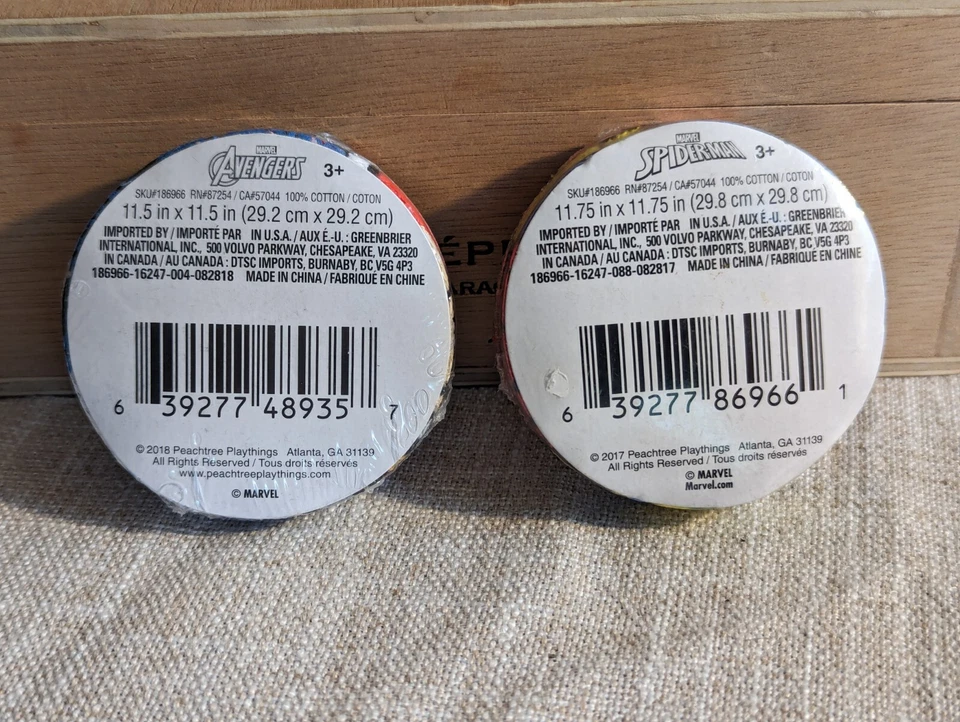 MARVEL
AVENGERS 3+
SKU#186966 RN#87254 / CA#57044 100% COTTON / COTON
11.5 in x 11.5 in (29.2 cm x 29.2 cm)
IMPORTED BY / IMPORTÉ PAR IN U.S.A. / AUX É.-U. : GREENBRIER
INTERNATIONAL, INC., 500 VOLVO PARKWAY, CHESAPEAKE, VA 23320
IN CANADA / AU CANADA : DTSC IMPORTS, BURNABY, BC V5G 4P3
186966-16247-004-082818 MADE IN CHINA / FABRIQUÉ EN CHINE
6 39277 48935 7
© 2018 Peachtree Playthings Atlanta, GA 31139
All Rights Reserved / Tous droits réservés
www.peachtreeplaythings.com
© MARVEL
MARVEL
SPIDER-MAN 3+
SKU#186966 RN#87254 / CA#57044 100% COTTON / COTON
11.75 in x 11.75 in (29.8 cm x 29.8 cm)
IMPORTED BY / IMPORTÉ PAR IN U.S.A. / AUX É.-U. : GREENBRIER
INTERNATIONAL, INC., 500 VOLVO PARKWAY, CHESAPEAKE, VA 23320
IN CANADA / AU CANADA : DTSC IMPORTS, BURNABY, BC V5G 4P3
186966-16247-088-082817 MADE IN CHINA / FABRIQUÉ EN CHINE
6 39277 86966 1
© 2017 Peachtree Playthings Atlanta, GA 31139
All Rights Reserved / Tous droits réservés
© MARVEL
Marvel.com